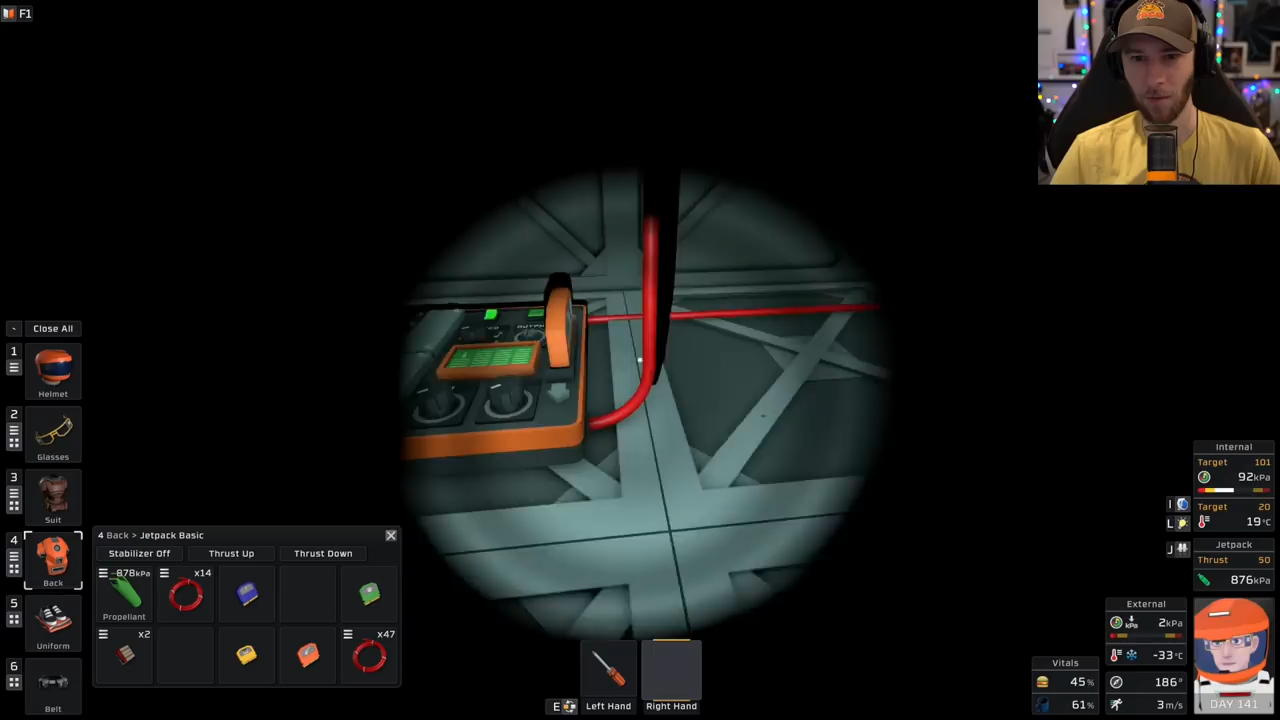 F1
~ Close All
1
Helmet
2
Glasses
3
Suit
4
Back
5
Uniform
6
Belt
4 Back > Jetpack Basic
Stabilizer Off Thrust Up Thrust Down
878kPa x14
Propellant
x2 x47
E Left Hand Right Hand
Internal
Target 101
92kPa
Target 20
19°C
I
L
J
Jetpack
Thrust 50
876kPa
External
kPa 2kPa
-33°C
186°
3m/s
Vitals
45%
61%
DAY 141